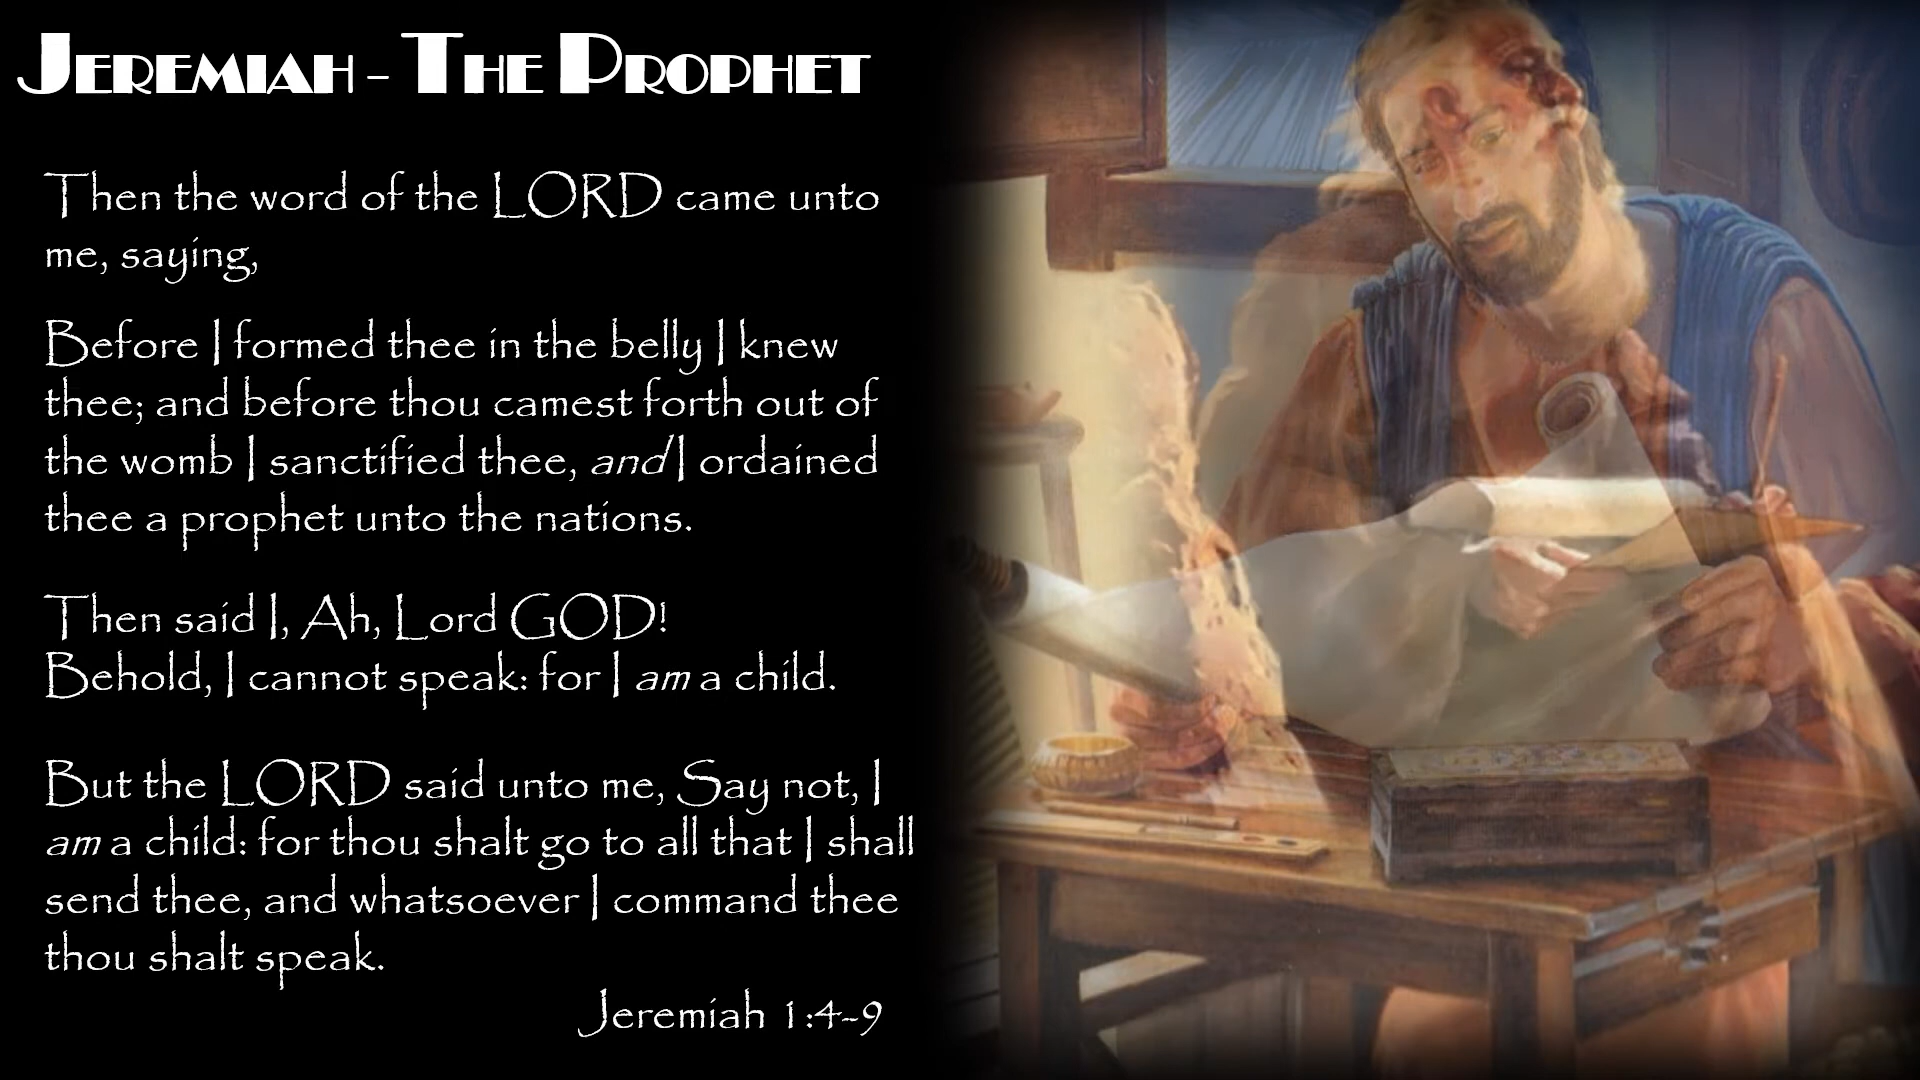 JEREMIAH – THE PROPHET
Then the word of the LORD came unto
me, saying,
Before I formed thee in the belly I knew
thee; and before thou camest forth out of
the womb I sanctified thee, and I ordained
thee a prophet unto the nations.
Then said I, Ah, Lord GOD!
Behold, I cannot speak: for I am a child.
But the LORD said unto me, Say not, I
am a child: for thou shalt go to all that I shall
send thee, and whatsoever I command thee
thou shalt speak.
Jeremiah 1:4-9